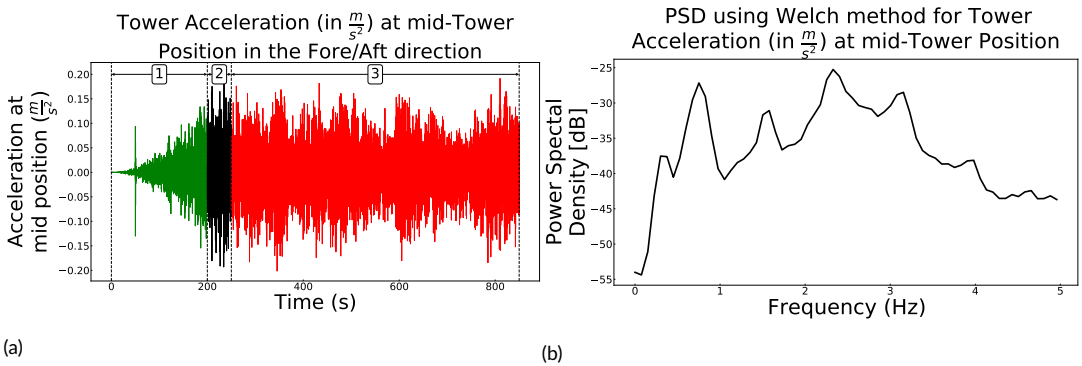 Tower Acceleration (in m/s²) at mid-Tower
Position in the Fore/Aft direction
Acceleration at
mid position (m/s²)
0.20
0.15
0.10
0.05
0.00
−0.05
−0.10
−0.15
−0.20
1
2
3
0
200
400
600
800
Time (s)
(a)
PSD using Welch method for Tower
Acceleration (in m/s²) at mid-Tower Position
Power Spectal
Density [dB]
−25
−30
−35
−40
−45
−50
−55
0
1
2
3
4
5
Frequency (Hz)
(b)